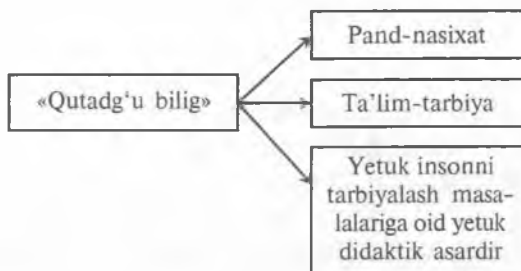 Pand-nasixat
«Qutadg‘u bilig»
Ta’lim-tarbiya
Yetuk insonni
tarbiyalash masa-
lalariga oid yetuk
didaktik asardir